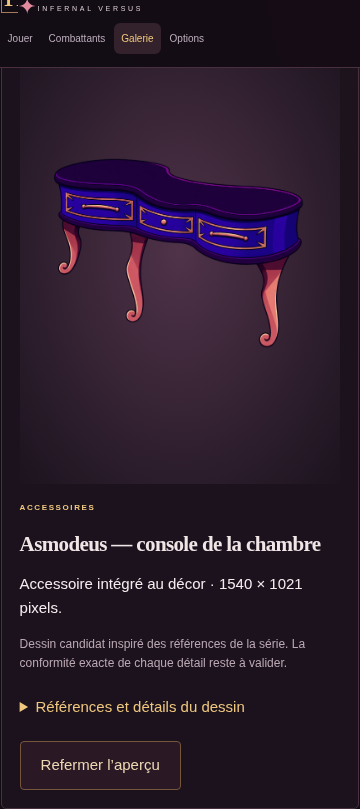 INFERNAL VERSUS
Jouer Combattants Galerie Options
ACCESSOIRES
Asmodeus — console de la chambre
Accessoire intégré au décor · 1540 × 1021
pixels.
Dessin candidat inspiré des références de la série. La
conformité exacte de chaque détail reste à valider.
Références et détails du dessin
Refermer l’aperçu